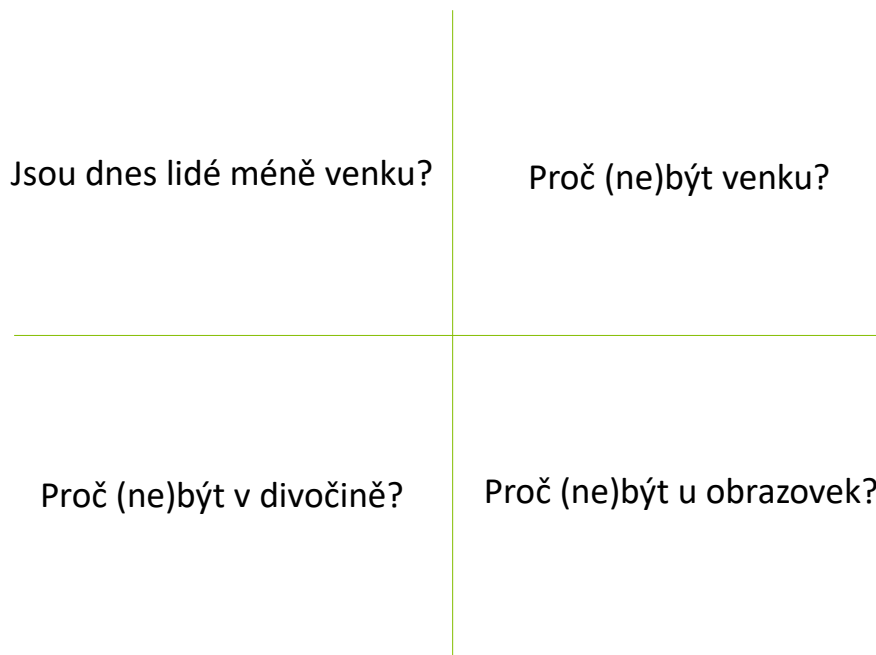 Jsou dnes lidé méně venku?
Proč (ne)být venku?
Proč (ne)být v divočině?
Proč (ne)být u obrazovek?